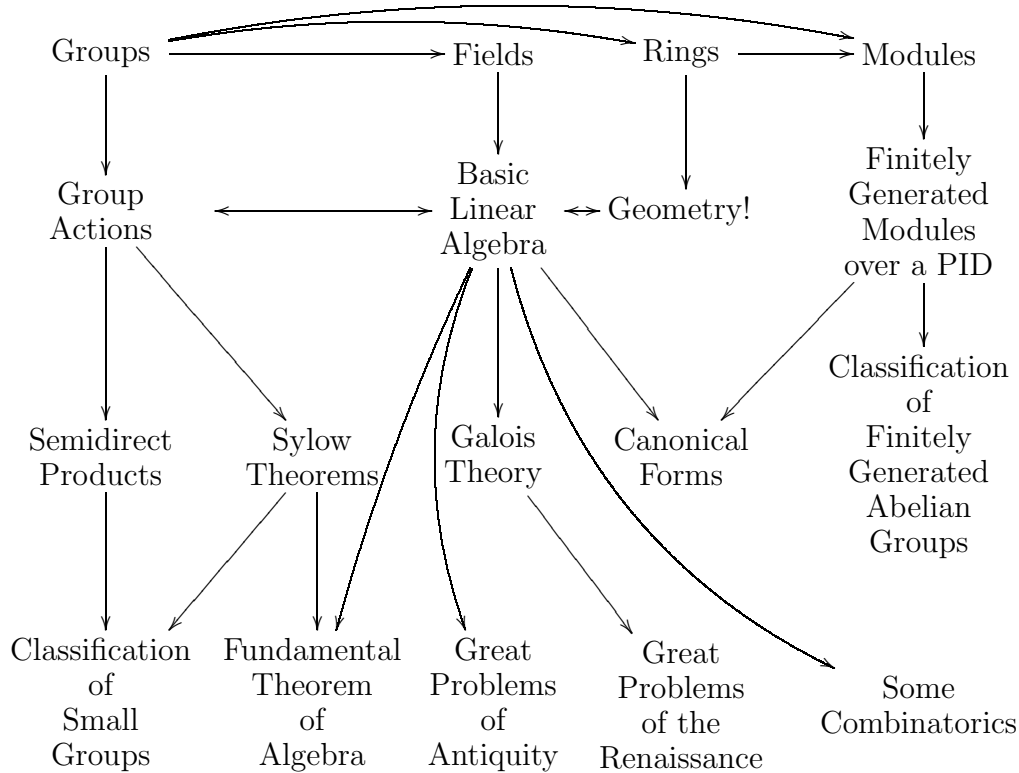 Groups
Fields
Rings
Modules
Group
Actions
Basic
Linear
Algebra
Geometry!
Finitely
Generated
Modules
over a PID
Semidirect
Products
Sylow
Theorems
Galois
Theory
Canonical
Forms
Classification
of
Finitely
Generated
Abelian
Groups
Classification
of
Small
Groups
Fundamental
Theorem
of
Algebra
Great
Problems
of
Antiquity
Great
Problems
of the
Renaissance
Some
Combinatorics